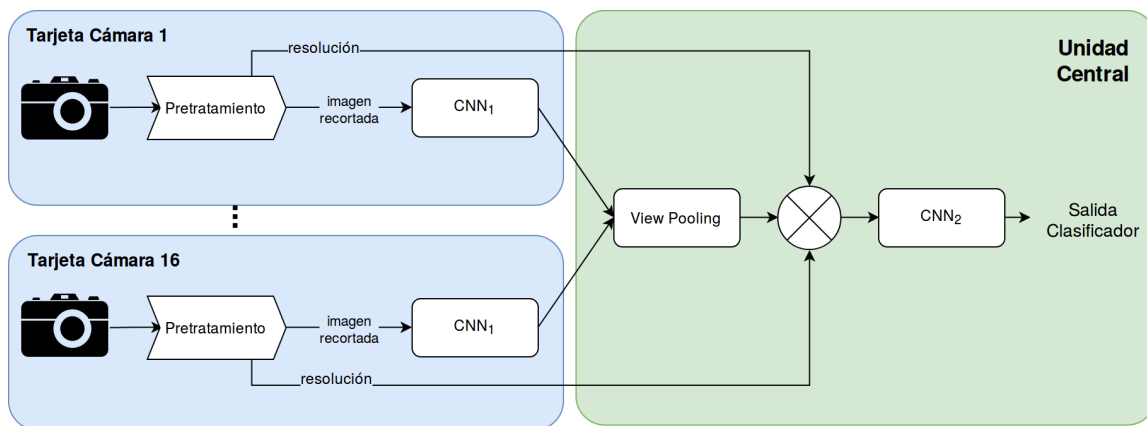 Tarjeta Cámara 1
resolución
Pretratamiento
imagen
recortada
CNN1
Unidad
Central
View Pooling
CNN2
Salida
Clasificador
Tarjeta Cámara 16
Pretratamiento
imagen
recortada
CNN1
resolución